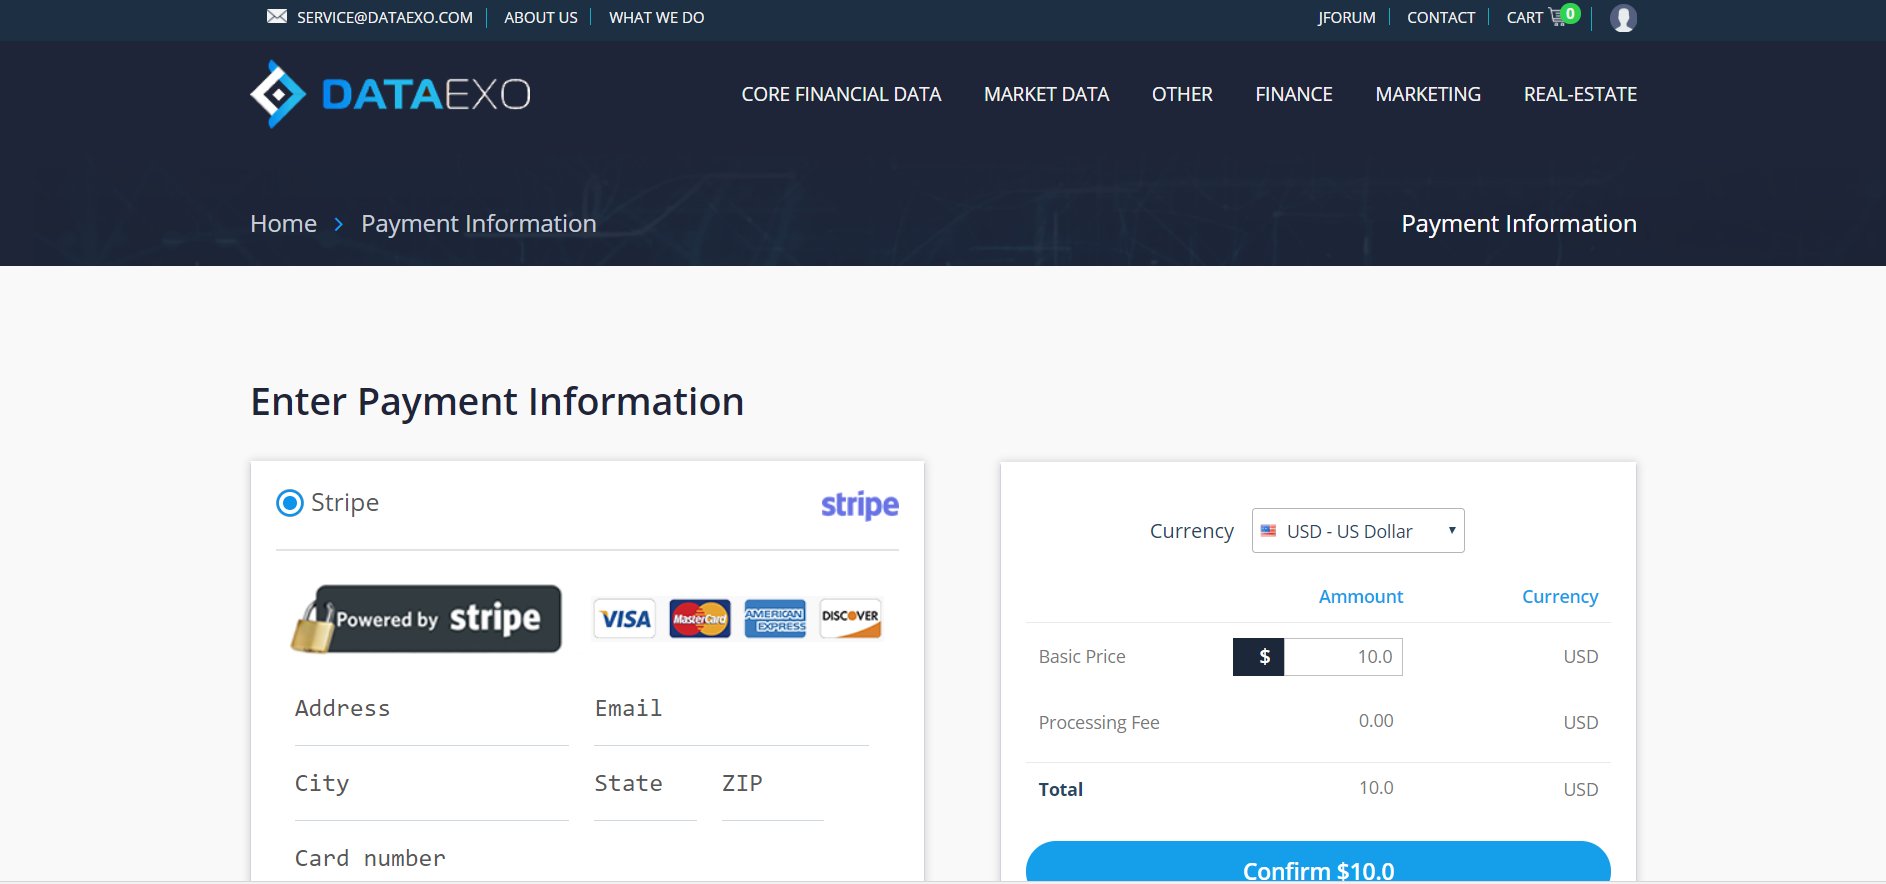 SERVICE@DATAEXO.COM ABOUT US WHAT WE DO JFORUM CONTACT CART 0
DATAEXO CORE FINANCIAL DATA MARKET DATA OTHER FINANCE MARKETING REAL-ESTATE
Home > Payment Information Payment Information
Enter Payment Information
Stripe stripe
Currency USD - US Dollar
Powered by stripe VISA MasterCard AMERICAN EXPRESS DISCOVER
Ammount Currency
Basic Price $ 10.0 USD
Address Email
Processing Fee 0.00 USD
City State ZIP
Total 10.0 USD
Card number
Confirm $10.0